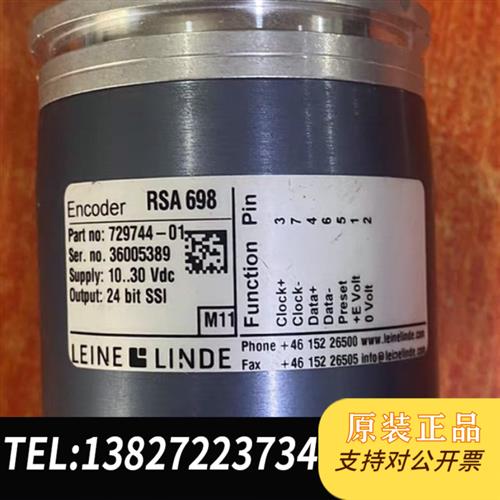 Encoder RSA 698
Part no: 729744-01
Ser. no. 36005389
Supply: 10..30 Vdc
Output: 24 bit SSI
M11
LEINE LINDE
Function Pin
Clock+ 3
Clock- 7
Data+ 4
Data- 6
Preset 5
+E Volt 1
0 Volt 2
Phone +46 152 26500 www.leinelinde.
Fax +46 152 26505 info@leinelinde.
TEL:13827223734
原装正品
支持对公开票